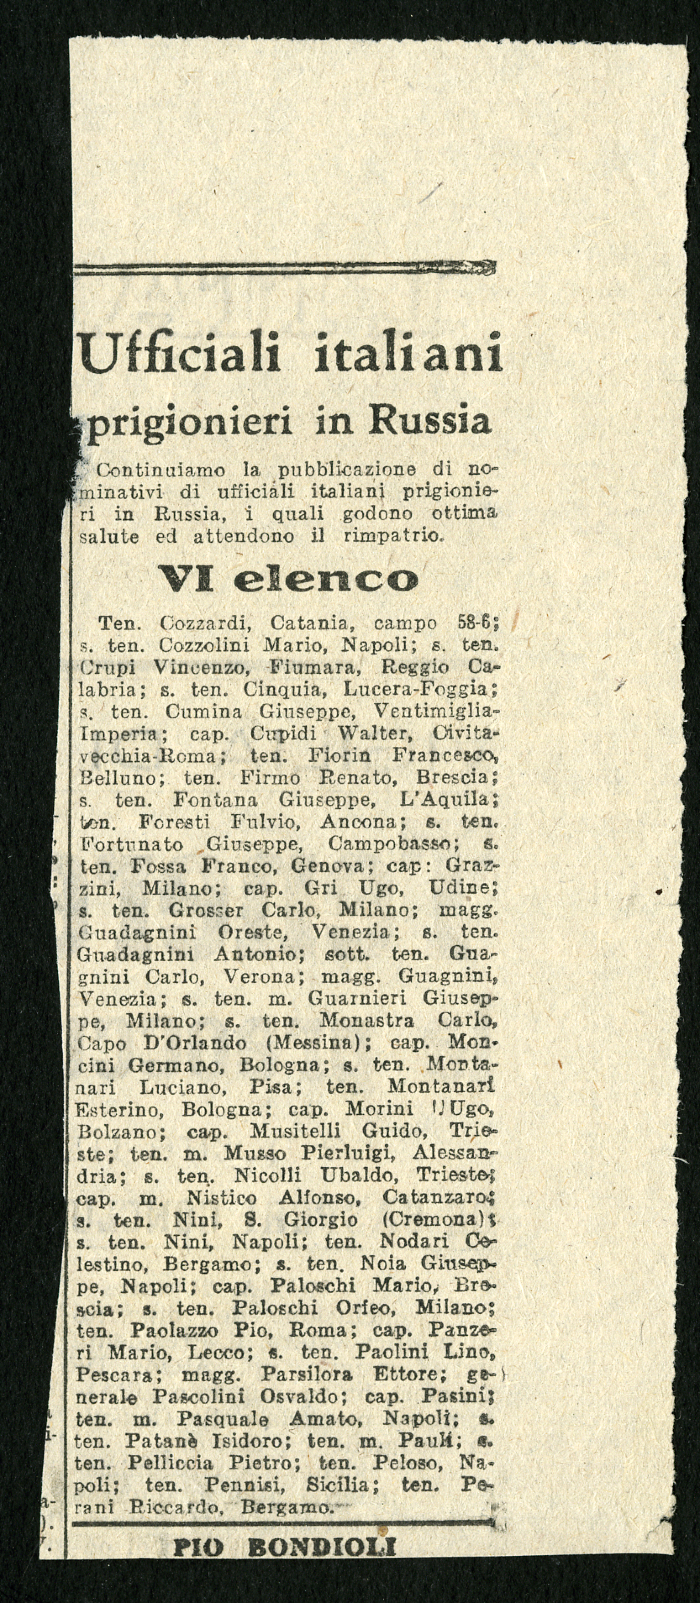 Ufficiali italiani
prigionieri in Russia
Continuiamo la pubblicazione di no-
minativi di ufficiali italiani prigionie-
ri in Russia, i quali godono ottima
salute ed attendono il rimpatrio.
VI elenco
Ten. Cozzardi, Catania, campo 58-6;
s. ten. Cozzolini Mario, Napoli; s. ten.
Crupi Vincenzo, Fiumara, Reggio Ca-
labria; s. ten. Cinquia, Lucera-Foggia;
s. ten. Cumina Giuseppe, Ventimiglia-
Imperia; cap. Cupidi Walter, Civita-
vecchia-Roma; ten. Fiorin Francesco,
Belluno; ten. Firmo Renato, Brescia;
s. ten. Fontana Giuseppe, L'Aquila;
ten. Foresti Fulvio, Ancona; s. ten.
Fortunato Giuseppe, Campobasso; s.
ten. Fossa Franco, Genova; cap: Graz-
zini, Milano; cap. Gri Ugo, Udine;
s. ten. Grosser Carlo, Milano; magg.
Guadagnini Oreste, Venezia; s. ten.
Guadagnini Antonio; sott. ten. Gua-
gnini Carlo, Verona; magg. Guagnini,
Venezia; s. ten. m. Guarnieri Giusep-
pe, Milano; s. ten. Monastra Carlo,
Capo D'Orlando (Messina); cap. Mon-
cini Germano, Bologna; s. ten. Monta-
nari Luciano, Pisa; ten. Montanari
Esterino, Bologna; cap. Morini Ugo,
Bolzano; cap. Musitelli Guido, Trie-
ste; ten. m. Musso Pierluigi, Alessan-
dria; s. ten. Nicolli Ubaldo, Trieste;
cap. m. Nistico Alfonso, Catanzaro;
s. ten. Nini, S. Giorgio (Cremona);
s. ten. Nini, Napoli; ten. Nodari Ce-
lestino, Bergamo; s. ten. Noia Giusep-
pe, Napoli; cap. Paloschi Mario, Bre-
scia; s. ten. Paloschi Orfeo, Milano;
ten. Paolazzo Pio, Roma; cap. Panze-
ri Mario, Lecco; s. ten. Paolini Lino,
Pescara; magg. Parsilora Ettore; ge-
nerale Pascolini Osvaldo; cap. Pasini;
ten. m. Pasquale Amato, Napoli; s.
ten. Patanè Isidoro; ten. m. Pauli; s.
ten. Pelliccia Pietro; ten. Peloso, Na-
poli; ten. Pennisi, Sicilia; ten. Pe-
rani Riccardo, Bergamo.
PIO BONDIOLI